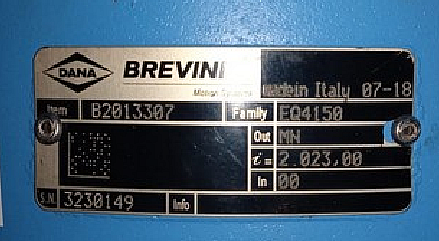 DANA BREVINI
Motion Systems
Made in Italy 07-18
Item B2013307 Family EQ4150
Out MN
i= 2.023,00
In 00
S.N. 3230149 Info